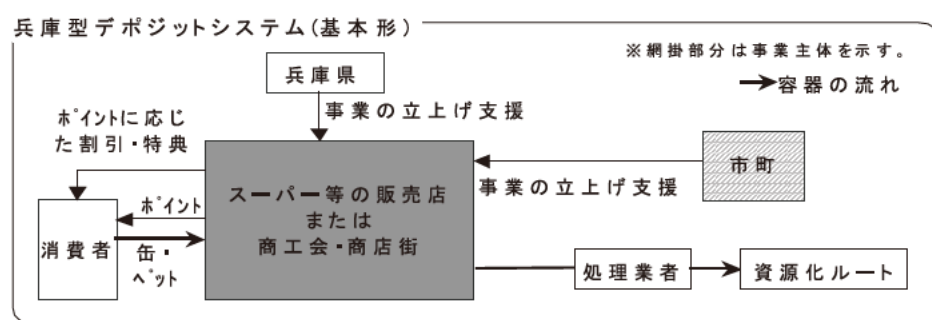 兵庫型デポジットシステム(基本形)
※網掛部分は事業主体を示す。
容器の流れ
兵庫県
事業の立上げ支援
ポイントに応じ
た割引・特典
市町
事業の立上げ支援
スーパー等の販売店
または
商工会・商店街
ポイント
消費者
缶・
ペット
処理業者
資源化ルート